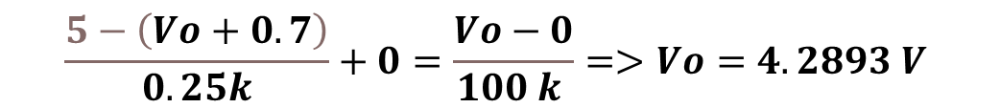 5 − (Vo + 0.7) / 0.25k + 0 = Vo − 0 / 100 k => Vo = 4.2893 V